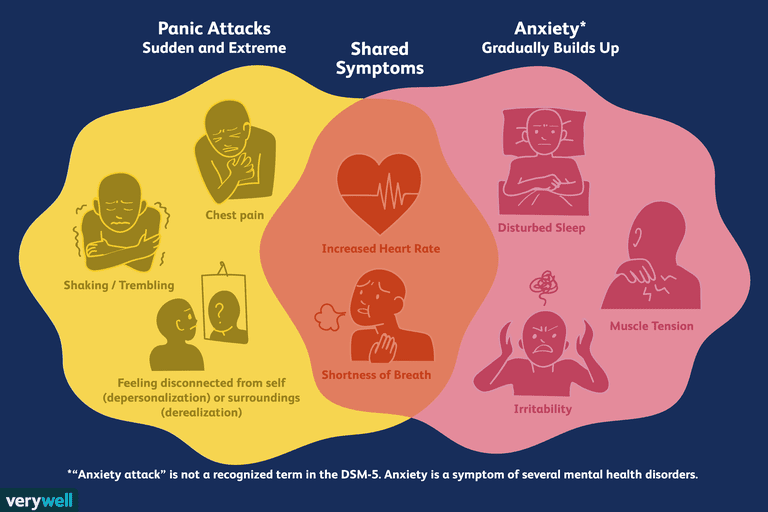 Panic Attacks
Sudden and Extreme
Shared
Symptoms
Anxiety*
Gradually Builds Up
Chest pain
Shaking / Trembling
?
Feeling disconnected from self
(depersonalization) or surroundings
(derealization)
Increased Heart Rate
Shortness of Breath
Disturbed Sleep
Muscle Tension
Irritability
*“Anxiety attack” is not a recognized term in the DSM-5. Anxiety is a symptom of several mental health disorders.
verywell